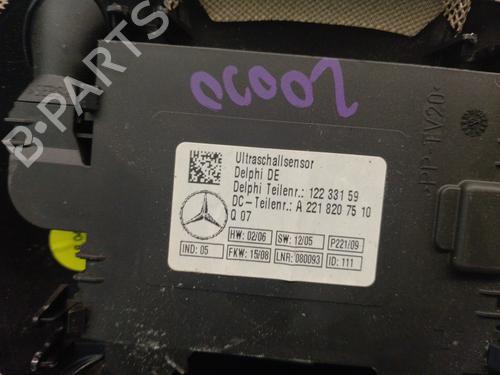 oc002
>PP-TV20<
Ultraschallsensor
Delphi DE
Delphi Teilenr.: 122 331 59
DC-Teilenr.: A 221 820 75 10
Q 07
HW: 02/06 SW: 12/05 P221/09
IND: 05 FKW: 15/08 LNR: 080093 ID: 111
B-PARTS